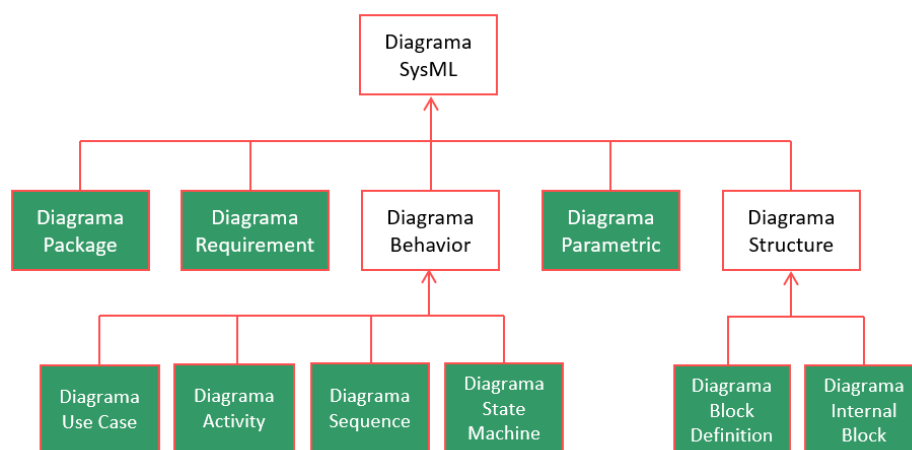 Diagrama
SysML
Diagrama
Package
Diagrama
Requirement
Diagrama
Behavior
Diagrama
Parametric
Diagrama
Structure
Diagrama
Use Case
Diagrama
Activity
Diagrama
Sequence
Diagrama
State
Machine
Diagrama
Block
Definition
Diagrama
Internal
Block